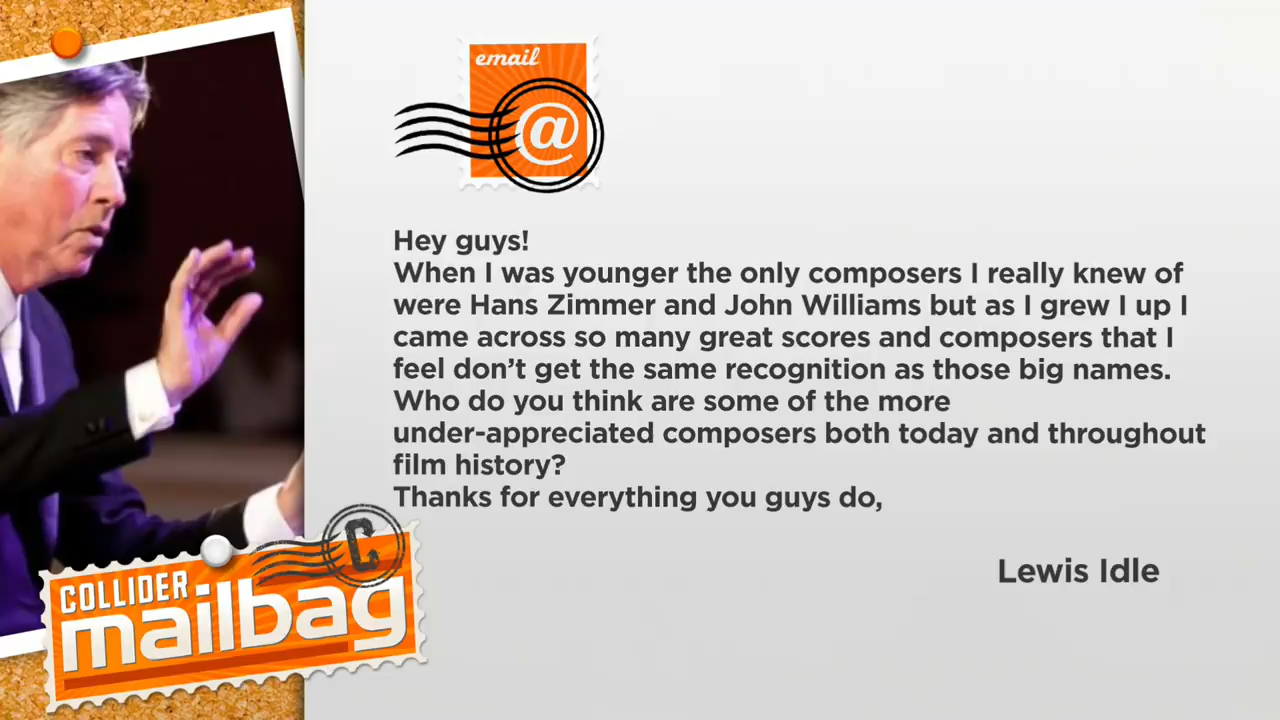 email
@
Hey guys!
When I was younger the only composers I really knew of
were Hans Zimmer and John Williams but as I grew I up I
came across so many great scores and composers that I
feel don't get the same recognition as those big names.
Who do you think are some of the more
under-appreciated composers both today and throughout
film history?
Thanks for everything you guys do,
Lewis Idle
C
COLLIDER
mailbag